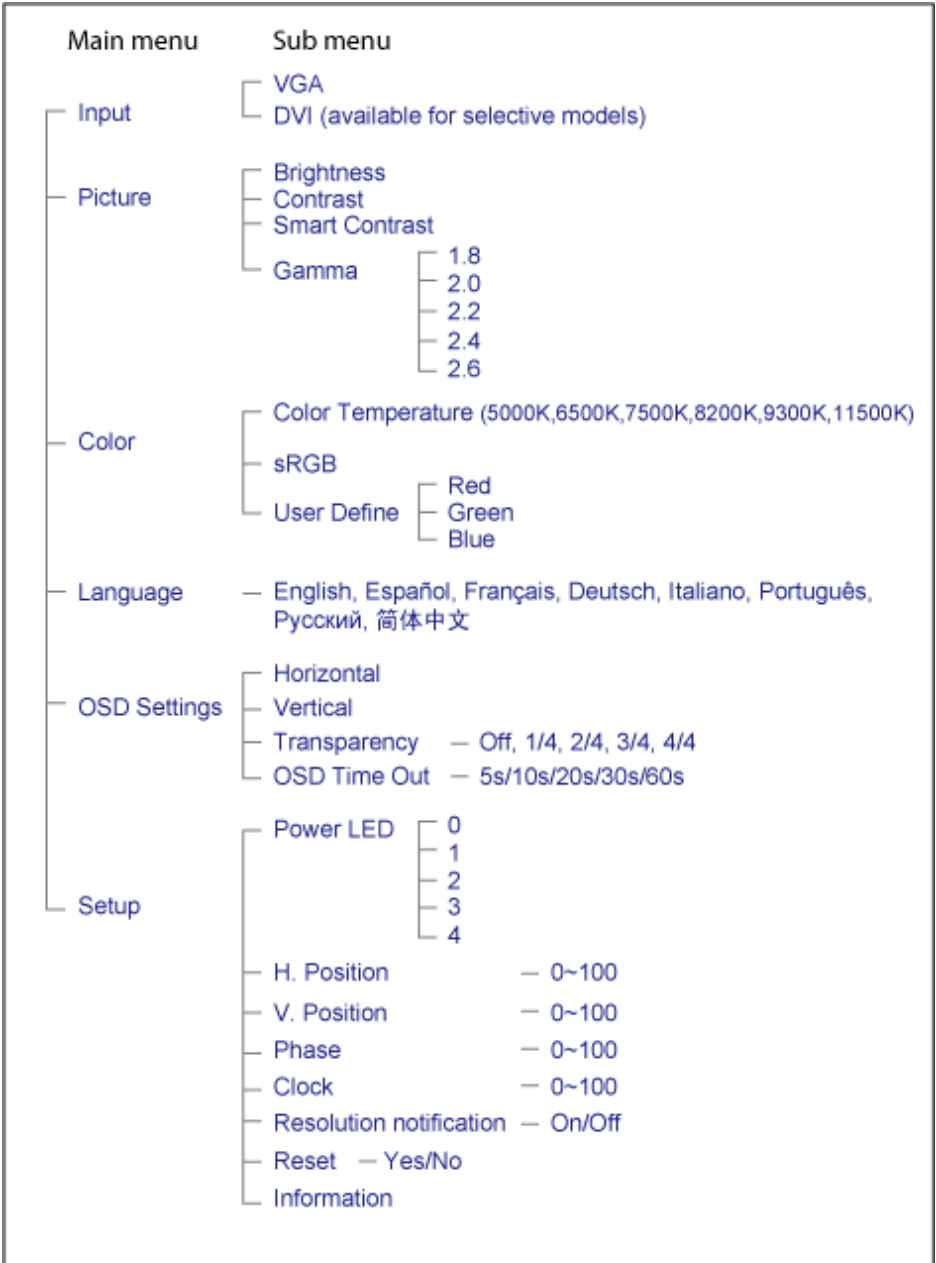 Main menu Sub menu
VGA
Input DVI (available for selective models)
Brightness
Picture Contrast
Smart Contrast
1.8
Gamma
2.0
2.2
2.4
2.6
Color Temperature (5000K,6500K,7500K,8200K,9300K,11500K)
Color
sRGB
Red
User Define Green
Blue
Language English, Español, Français, Deutsch, Italiano, Português,
Русский, 简体中文
Horizontal
OSD Settings Vertical
Transparency Off, 1/4, 2/4, 3/4, 4/4
OSD Time Out 5s/10s/20s/30s/60s
Power LED 0
1
2
Setup 3
4
H. Position 0~100
V. Position 0~100
Phase 0~100
Clock 0~100
Resolution notification On/Off
Reset Yes/No
Information